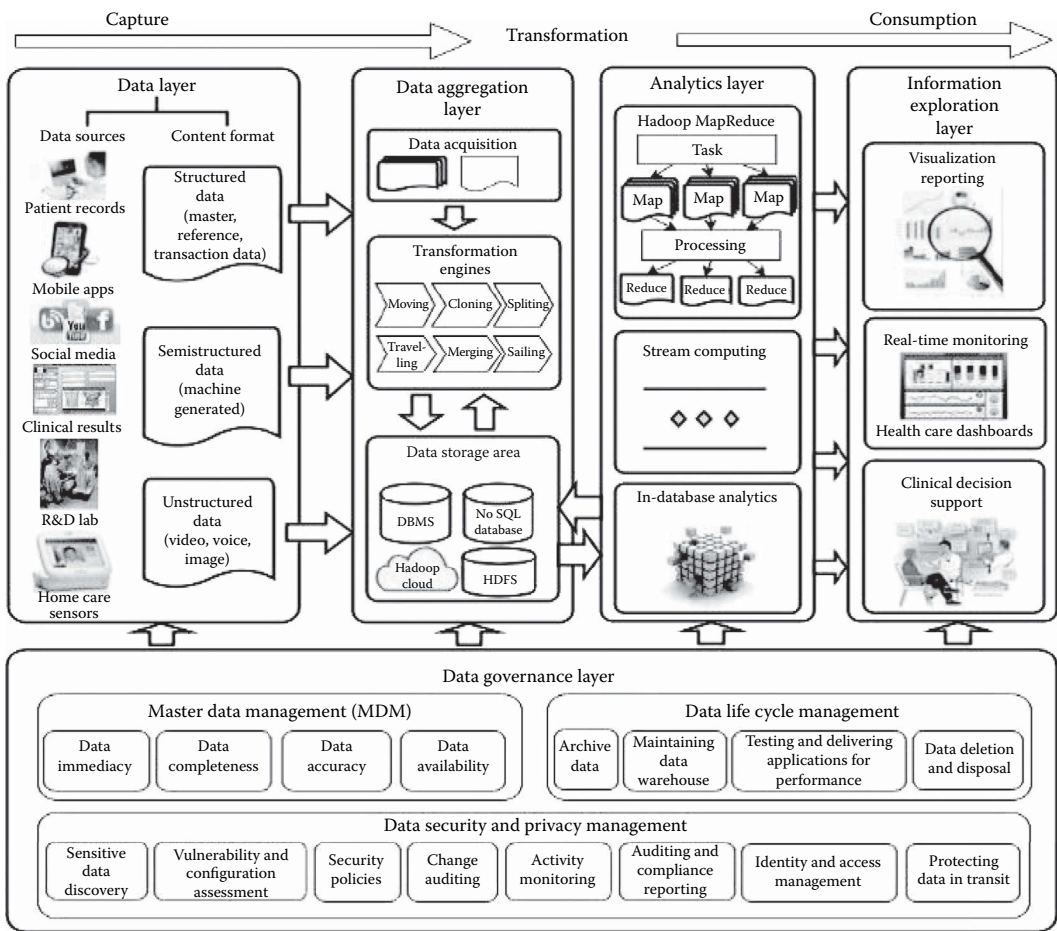 Capture
Transformation
Consumption
Data layer
Data sources
Content format
Patient records
Mobile apps
You
Tube
Social media
Clinical results
R&D lab
Home care
sensors
Structured
data
(master,
reference,
transaction data)
Semistructured
data
(machine
generated)
Unstructured
data
(video, voice,
image)
Data aggregation
layer
Data acquisition
Transformation
engines
Moving
Cloning
Spliting
Travel-
ling
Merging
Sailing
Data storage area
DBMS
No SQL
database
Hadoop
cloud
HDFS
Analytics layer
Hadoop MapReduce
Task
Map
Map
Map
Processing
Reduce
Reduce
Reduce
Stream computing
In-database analytics
Information
exploration
layer
Visualization
reporting
Real-time monitoring
Health care dashboards
Clinical decision
support
Data governance layer
Master data management (MDM)
Data
immediacy
Data
completeness
Data
accuracy
Data
availability
Data life cycle management
Archive
data
Maintaining
data
warehouse
Testing and delivering
applications for
performance
Data deletion
and disposal
Data security and privacy management
Sensitive
data
discovery
Vulnerability and
configuration
assessment
Security
policies
Change
auditing
Activity
monitoring
Auditing and
compliance
reporting
Identity and access
management
Protecting
data in transit